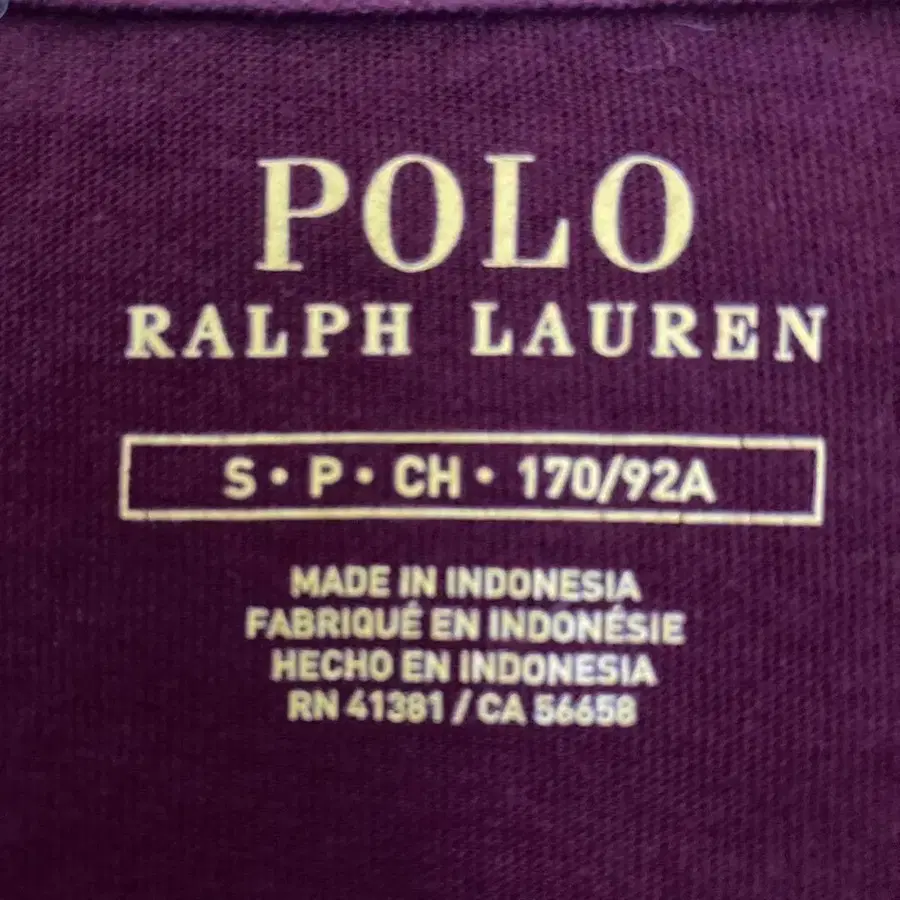 POLO
RALPH LAUREN
S • P • CH • 170/92A
MADE IN INDONESIA
FABRIQUÉ EN INDONÉSIE
HECHO EN INDONESIA
RN 41381 / CA 56658